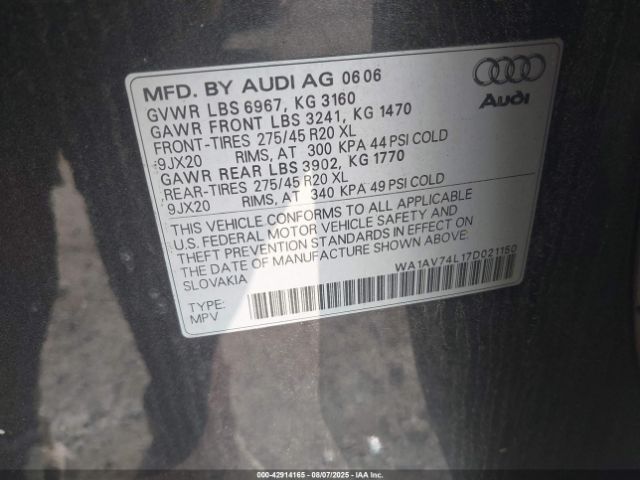 MFD. BY AUDI AG 06 06
GVWR LBS 6967, KG 3160
GAWR FRONT LBS 3241, KG 1470
FRONT-TIRES 275/45 R20 XL
9JX20 RIMS, AT 300 KPA 44 PSI COLD
GAWR REAR LBS 3902, KG 1770
REAR-TIRES 275/45 R20 XL
9JX20 RIMS, AT 340 KPA 49 PSI COLD
Audi
THIS VEHICLE CONFORMS TO ALL APPLICABLE
U.S. FEDERAL MOTOR VEHICLE SAFETY AND
THEFT PREVENTION STANDARDS IN EFFECT ON
THE DATE OF MANUFACTURE SHOWN ABOVE
SLOVAKIA
WA1AV74L17D021150
TYPE:
MPV
000-42914165 - 08/07/2025 - IAA Inc.